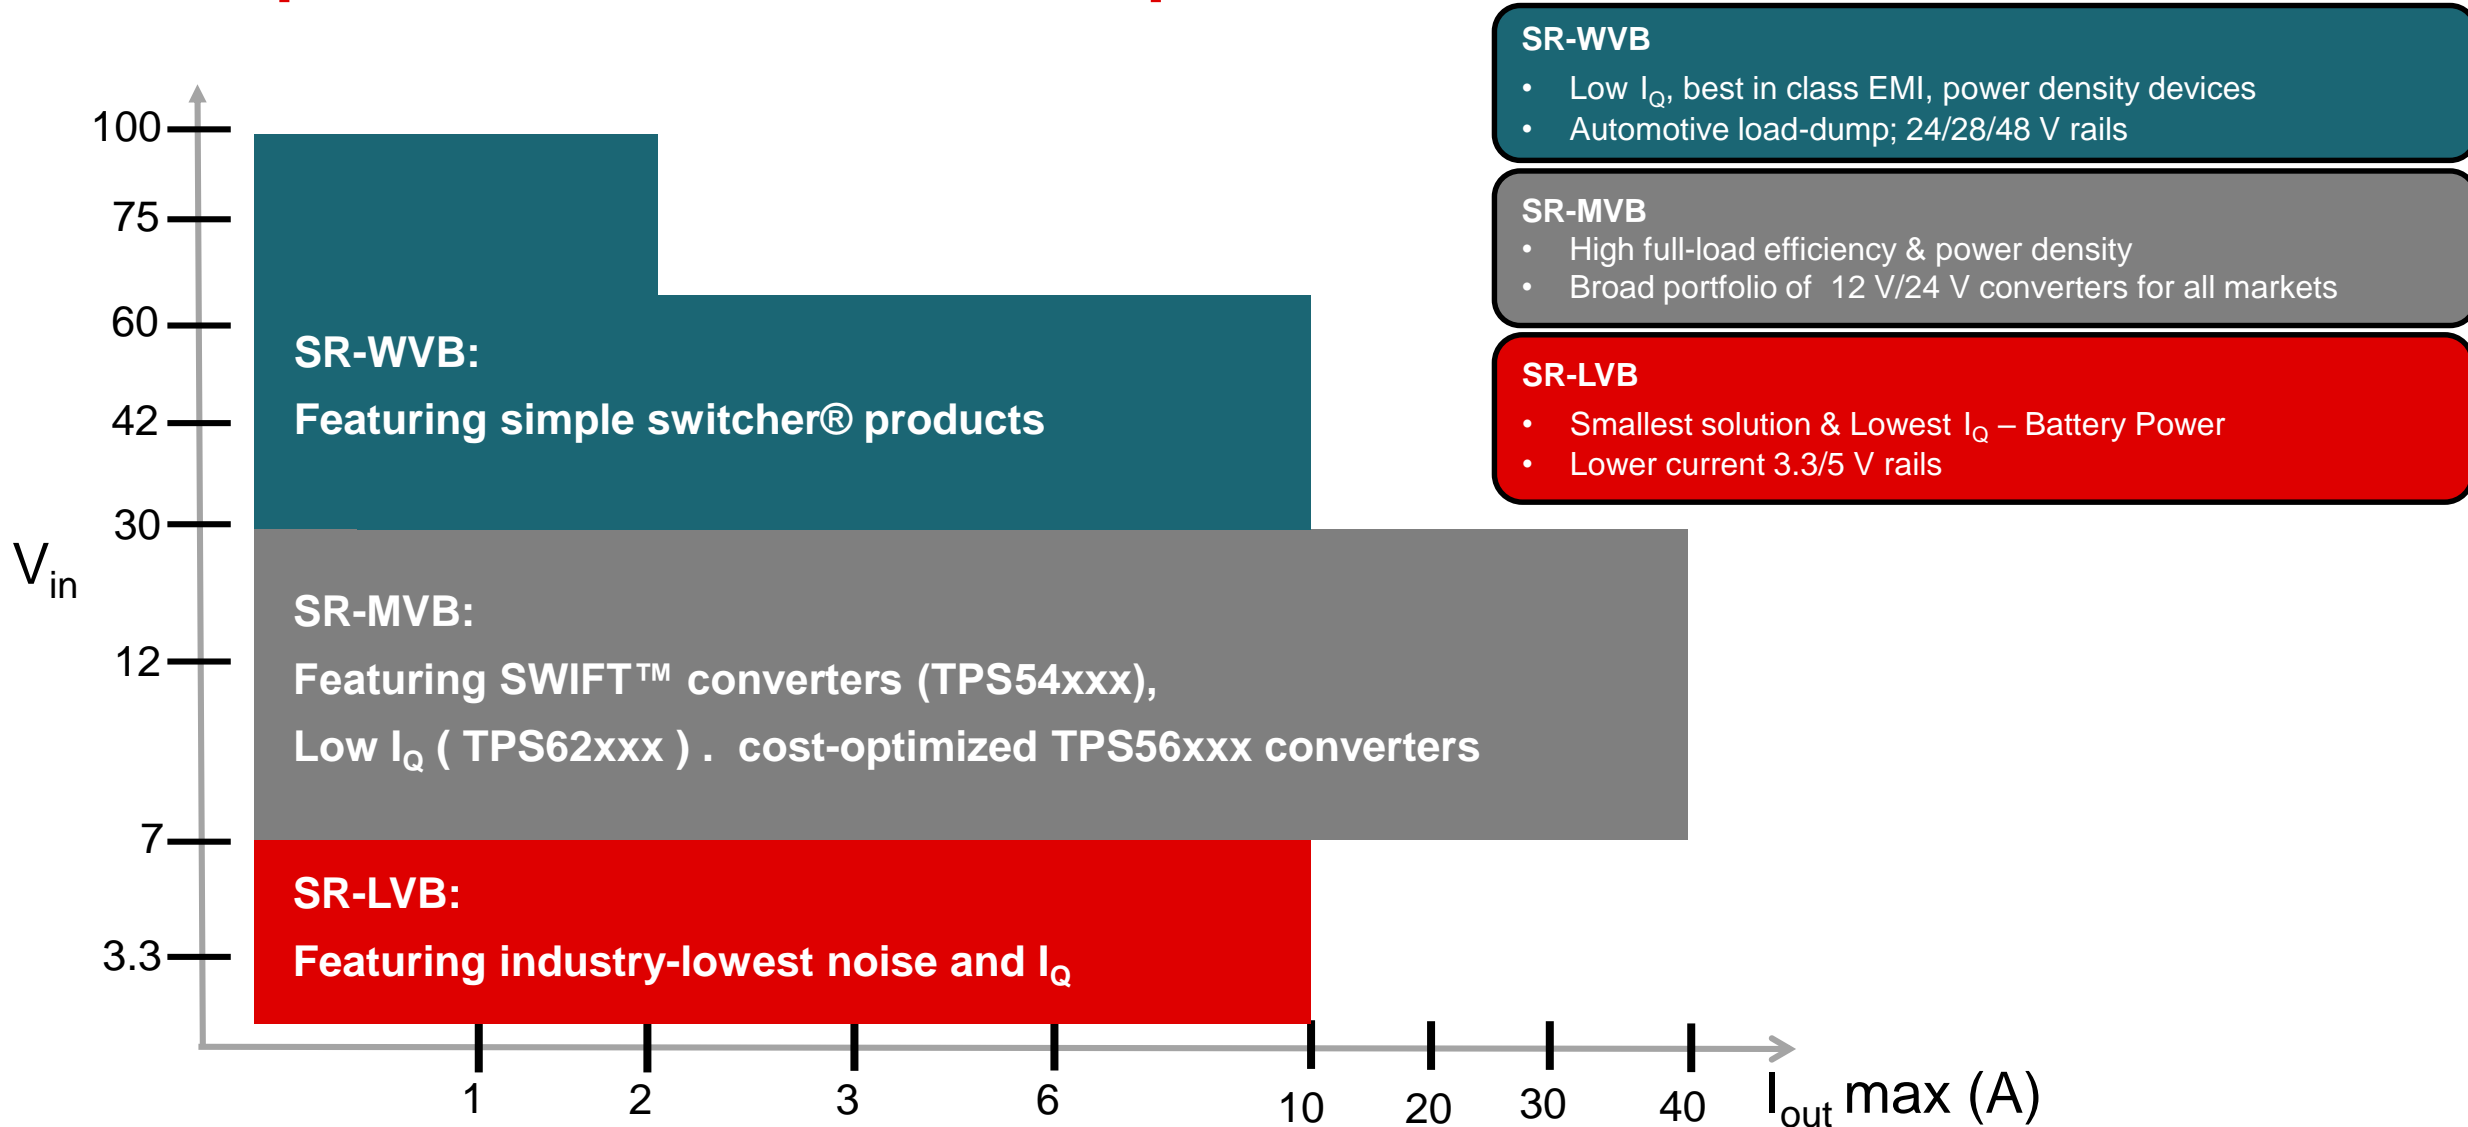 SR-WVB
• Low IQ, best in class EMI, power density devices
• Automotive load-dump; 24/28/48 V rails
SR-MVB
• High full-load efficiency & power density
• Broad portfolio of 12 V/24 V converters for all markets
SR-LVB
• Smallest solution & Lowest IQ – Battery Power
• Lower current 3.3/5 V rails
100
75
60
42
30
Vin
12
7
3.3
SR-WVB:
Featuring simple switcher® products
SR-MVB:
Featuring SWIFT™ converters (TPS54xxx),
Low IQ ( TPS62xxx ) . cost-optimized TPS56xxx converters
SR-LVB:
Featuring industry-lowest noise and IQ
1 2 3 6 10 20 30 40
Iout max (A)